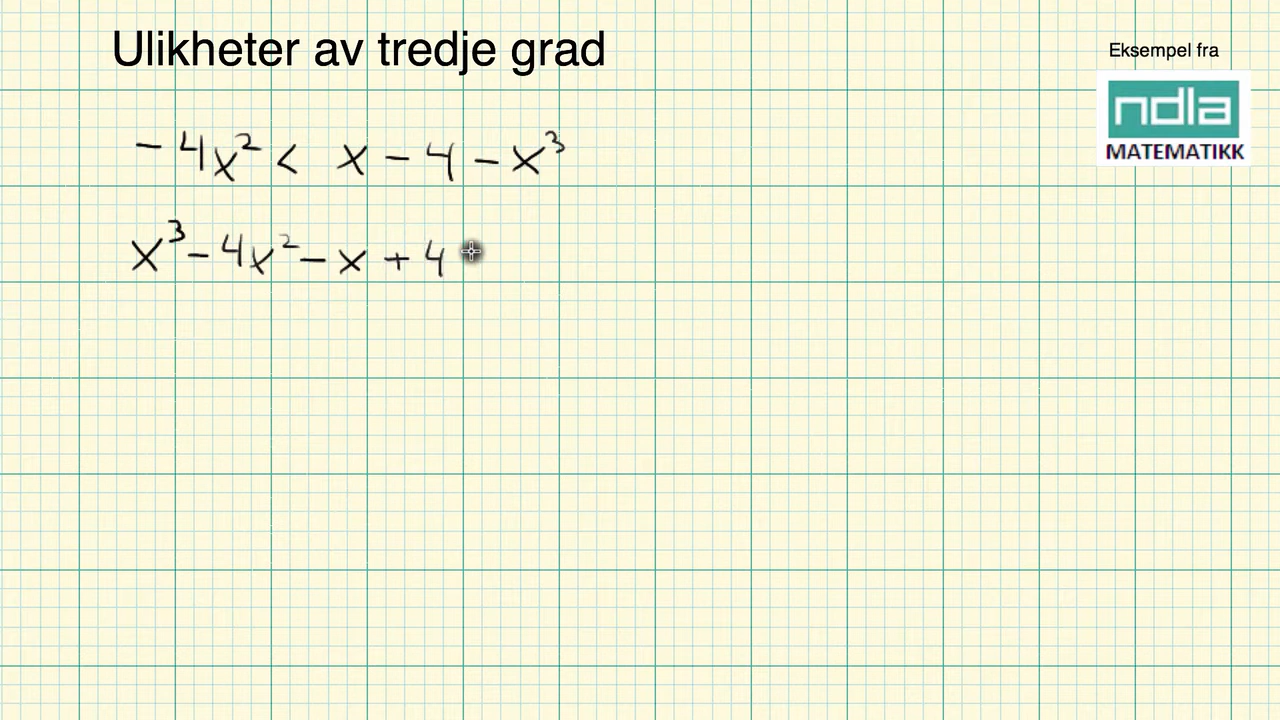 Ulikheter av tredje grad
Eksempel fra
ndla
MATEMATIKK
-4x² < x - 4 - x³
x³ - 4x² - x + 4